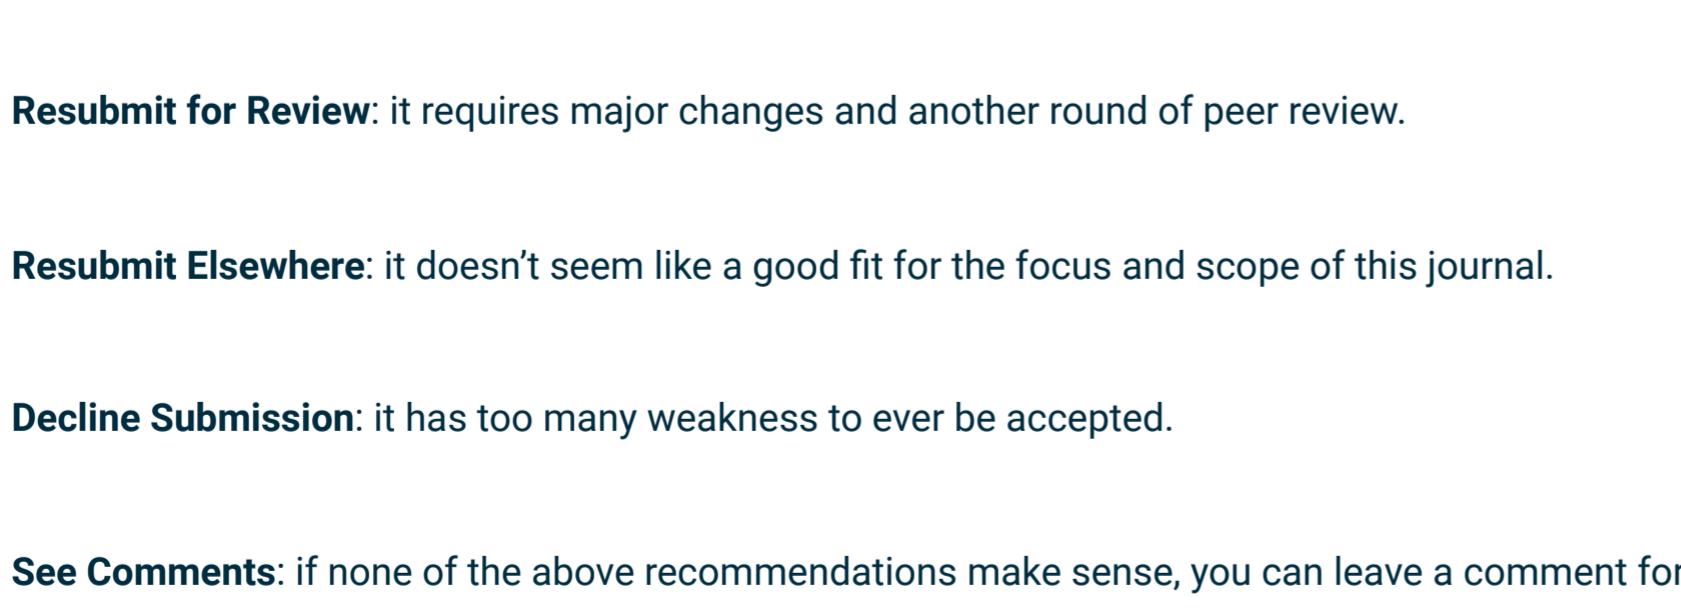 Resubmit for Review: it requires major changes and another round of peer review.
Resubmit Elsewhere: it doesn’t seem like a good fit for the focus and scope of this journal.
Decline Submission: it has too many weakness to ever be accepted.
See Comments: if none of the above recommendations make sense, you can leave a comment for